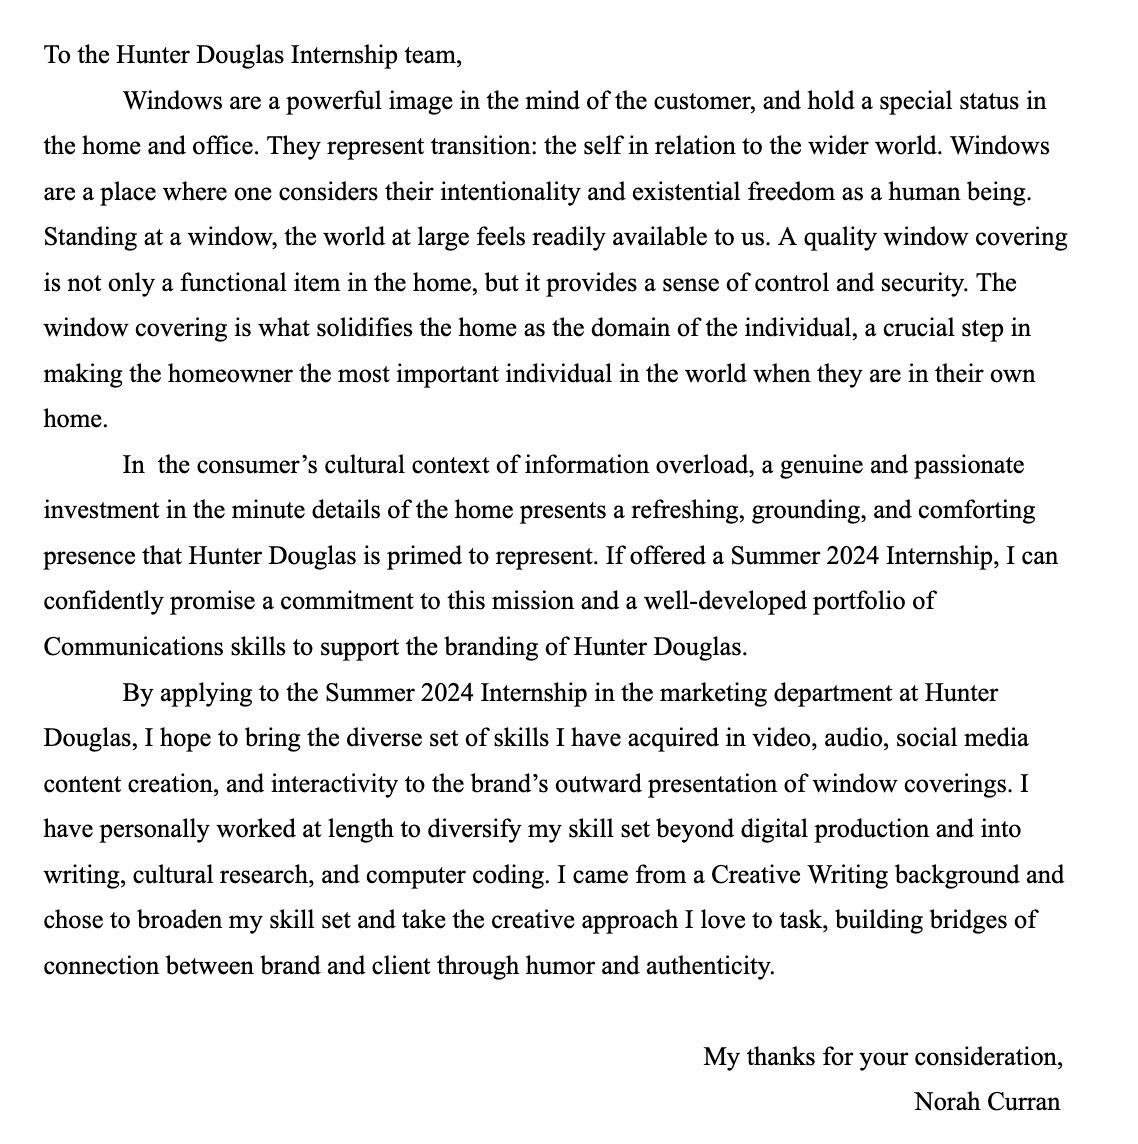 To the Hunter Douglas Internship team,
Windows are a powerful image in the mind of the customer, and hold a special status in
the home and office. They represent transition: the self in relation to the wider world. Windows
are a place where one considers their intentionality and existential freedom as a human being.
Standing at a window, the world at large feels readily available to us. A quality window covering
is not only a functional item in the home, but it provides a sense of control and security. The
window covering is what solidifies the home as the domain of the individual, a crucial step in
making the homeowner the most important individual in the world when they are in their own
home.
In  the consumer’s cultural context of information overload, a genuine and passionate
investment in the minute details of the home presents a refreshing, grounding, and comforting
presence that Hunter Douglas is primed to represent. If offered a Summer 2024 Internship, I can
confidently promise a commitment to this mission and a well-developed portfolio of
Communications skills to support the branding of Hunter Douglas.
By applying to the Summer 2024 Internship in the marketing department at Hunter
Douglas, I hope to bring the diverse set of skills I have acquired in video, audio, social media
content creation, and interactivity to the brand’s outward presentation of window coverings. I
have personally worked at length to diversify my skill set beyond digital production and into
writing, cultural research, and computer coding. I came from a Creative Writing background and
chose to broaden my skill set and take the creative approach I love to task, building bridges of
connection between brand and client through humor and authenticity.
My thanks for your consideration,
Norah Curran